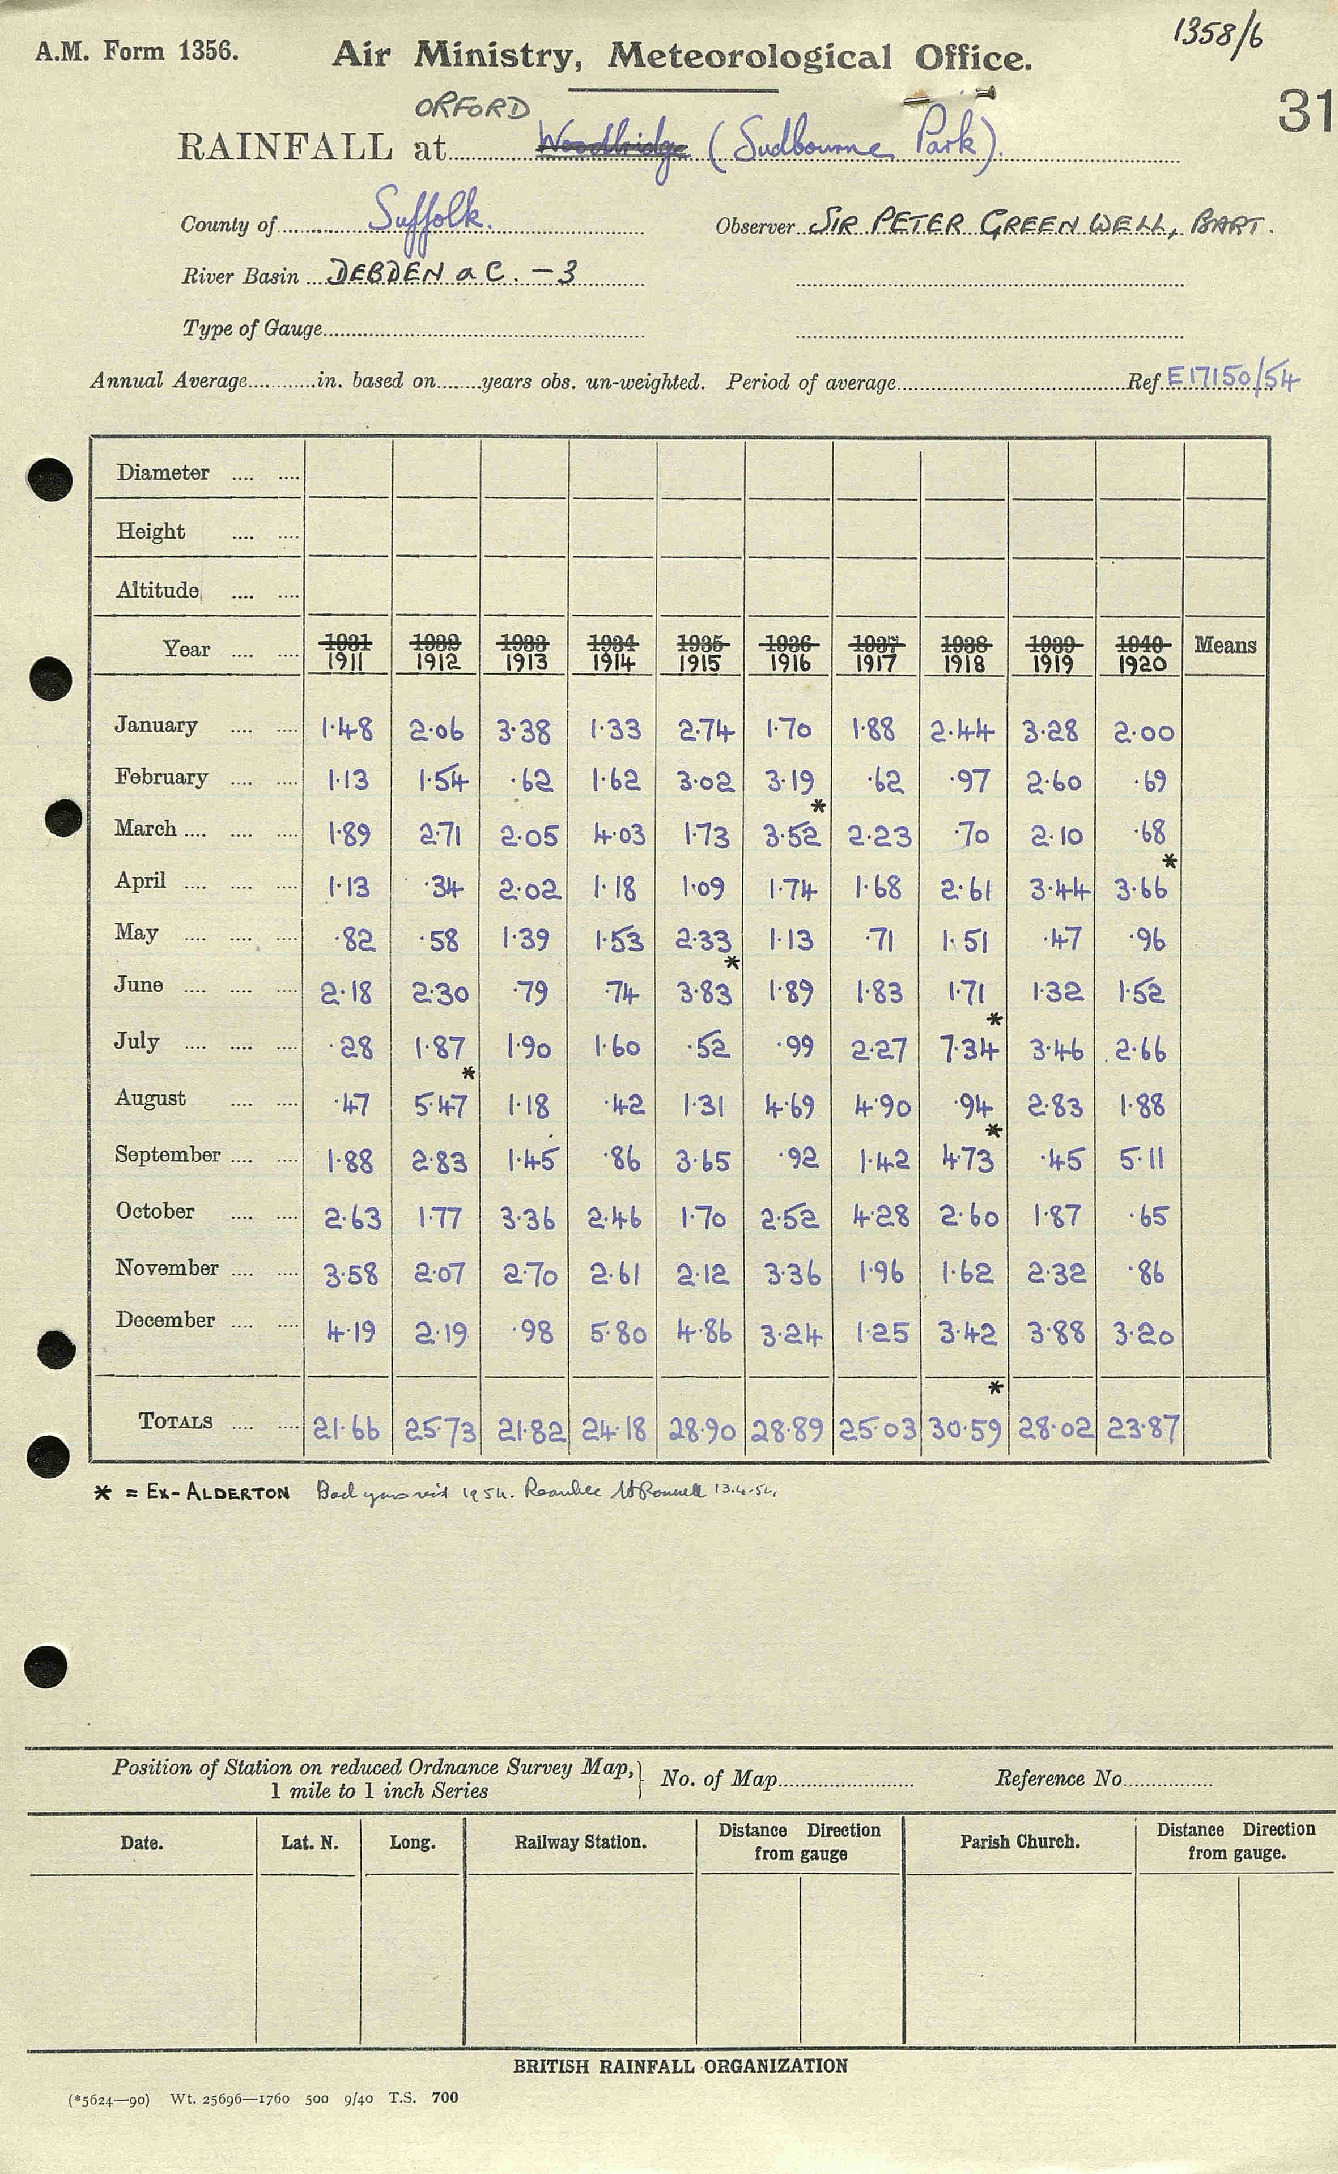 1358/6
A.M. Form 1356. Air Ministry, Meteorological Office.
31
ORFORD
RAINFALL at Woodbridge (Sudbourne Park).
County of Suffolk. Observer SIR PETER GREENWELL, BART.
River Basin DEBDEN &C. -3
Type of Gauge
Annual Average in. based on years obs. un-weighted. Period of average Ref. E17150/54
Diameter
Height
Altitude
Year 1931 1932 1933 1934 1935 1936 1937 1938 1939 1940 Means
1911 1912 1913 1914 1915 1916 1917 1918 1919 1920
January 1.48 2.06 3.38 1.33 2.74 1.70 1.88 2.44 3.28 2.00
February 1.13 1.54 .62 1.62 3.02 3.19 .62 .97 2.60 .69
March 1.89 2.71 2.05 4.03 1.73 *3.52 2.23 .70 2.10 .68
April 1.13 .34 2.02 1.18 1.09 1.74 1.68 2.61 3.44 *3.66
May .82 .58 1.39 1.53 2.33 1.13 .71 1.51 .47 .96
June 2.18 2.30 .79 .74 *3.83 1.89 1.83 1.71 1.32 1.52
July .28 1.87 1.90 1.60 .52 .99 2.27 *7.34 3.46 2.66
August .47 *5.47 1.18 .42 1.31 4.69 4.90 .94 2.83 1.88
September 1.88 2.83 1.45 .86 3.65 .92 1.42 *4.73 .45 5.11
October 2.63 1.77 3.36 2.46 1.70 2.52 4.28 2.60 1.87 .65
November 3.58 2.07 2.70 2.61 2.12 3.36 1.96 1.62 2.32 .86
December 4.19 2.19 .98 5.80 4.86 3.24 1.25 3.42 3.88 3.20
TOTALS 21.66 25.73 21.82 24.18 28.90 28.89 25.03 *30.59 28.02 23.87
* = EX-ALDERTON 1954. 13.4.54.
Position of Station on reduced Ordnance Survey Map, 1 mile to 1 inch Series } No. of Map Reference No.
Date. Lat. N. Long. Railway Station. Distance Direction from gauge Parish Church. Distance Direction from gauge.
BRITISH RAINFALL ORGANIZATION
(*5624—90) Wt. 25696—1760 500 9/40 T.S. 700